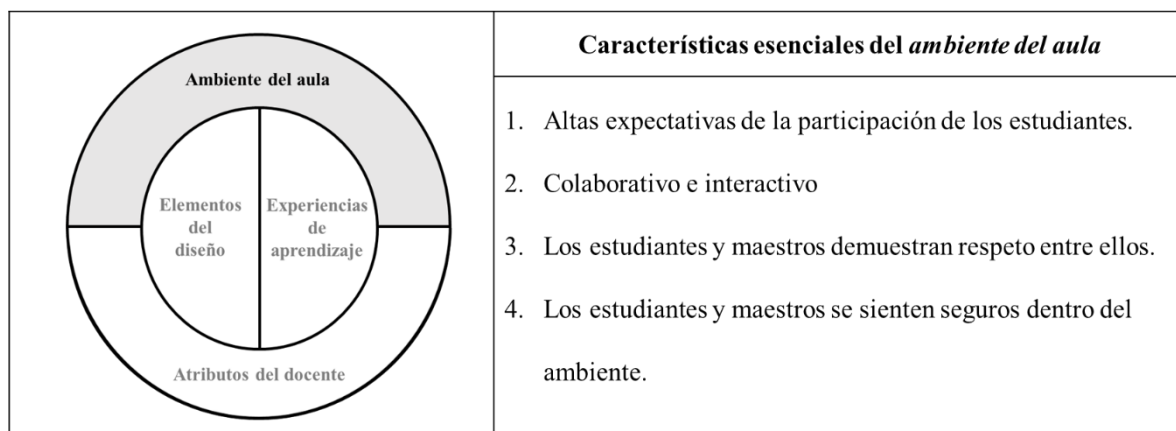 Ambiente del aula
Elementos
del
diseño
Experiencias
de
aprendizaje
Atributos del docente
Características esenciales del ambiente del aula
1. Altas expectativas de la participación de los estudiantes.
2. Colaborativo e interactivo
3. Los estudiantes y maestros demuestran respeto entre ellos.
4. Los estudiantes y maestros se sienten seguros dentro del
ambiente.